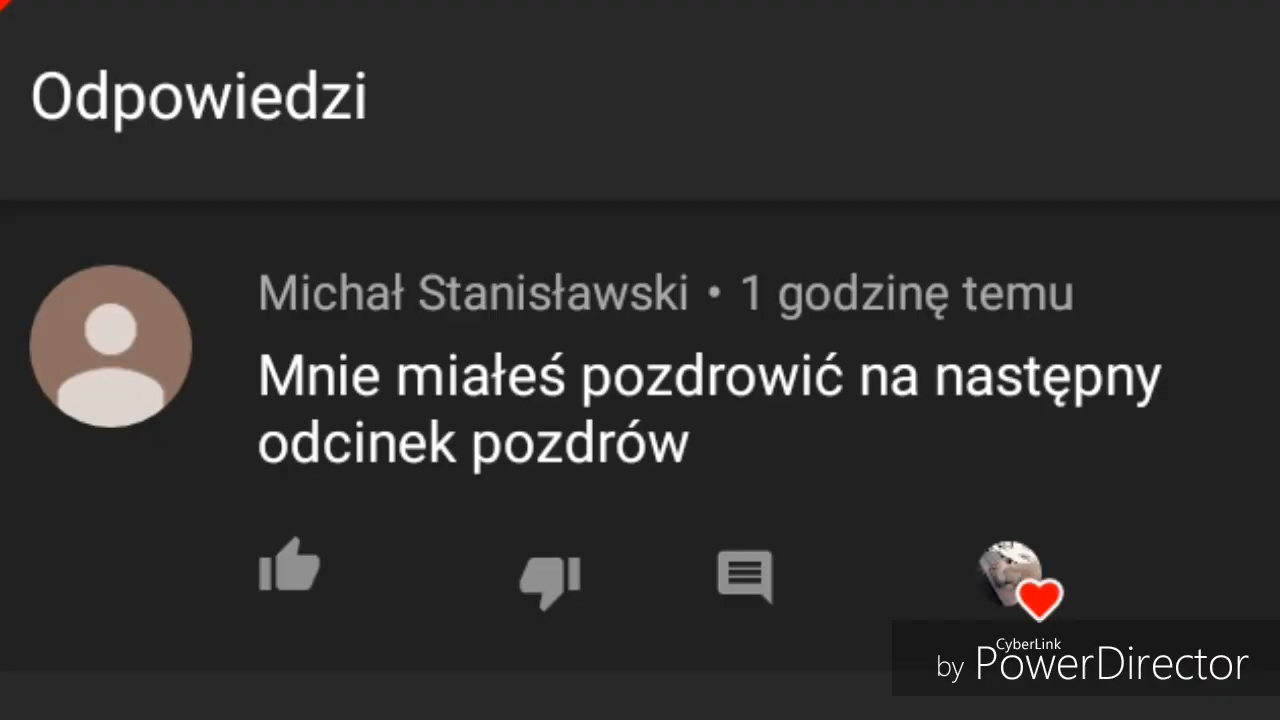 Odpowiedzi
Michał Stanisławski • 1 godzinę temu
Mnie miałeś pozdrowić na następny
odcinek pozdrów
CyberLink
by PowerDirector